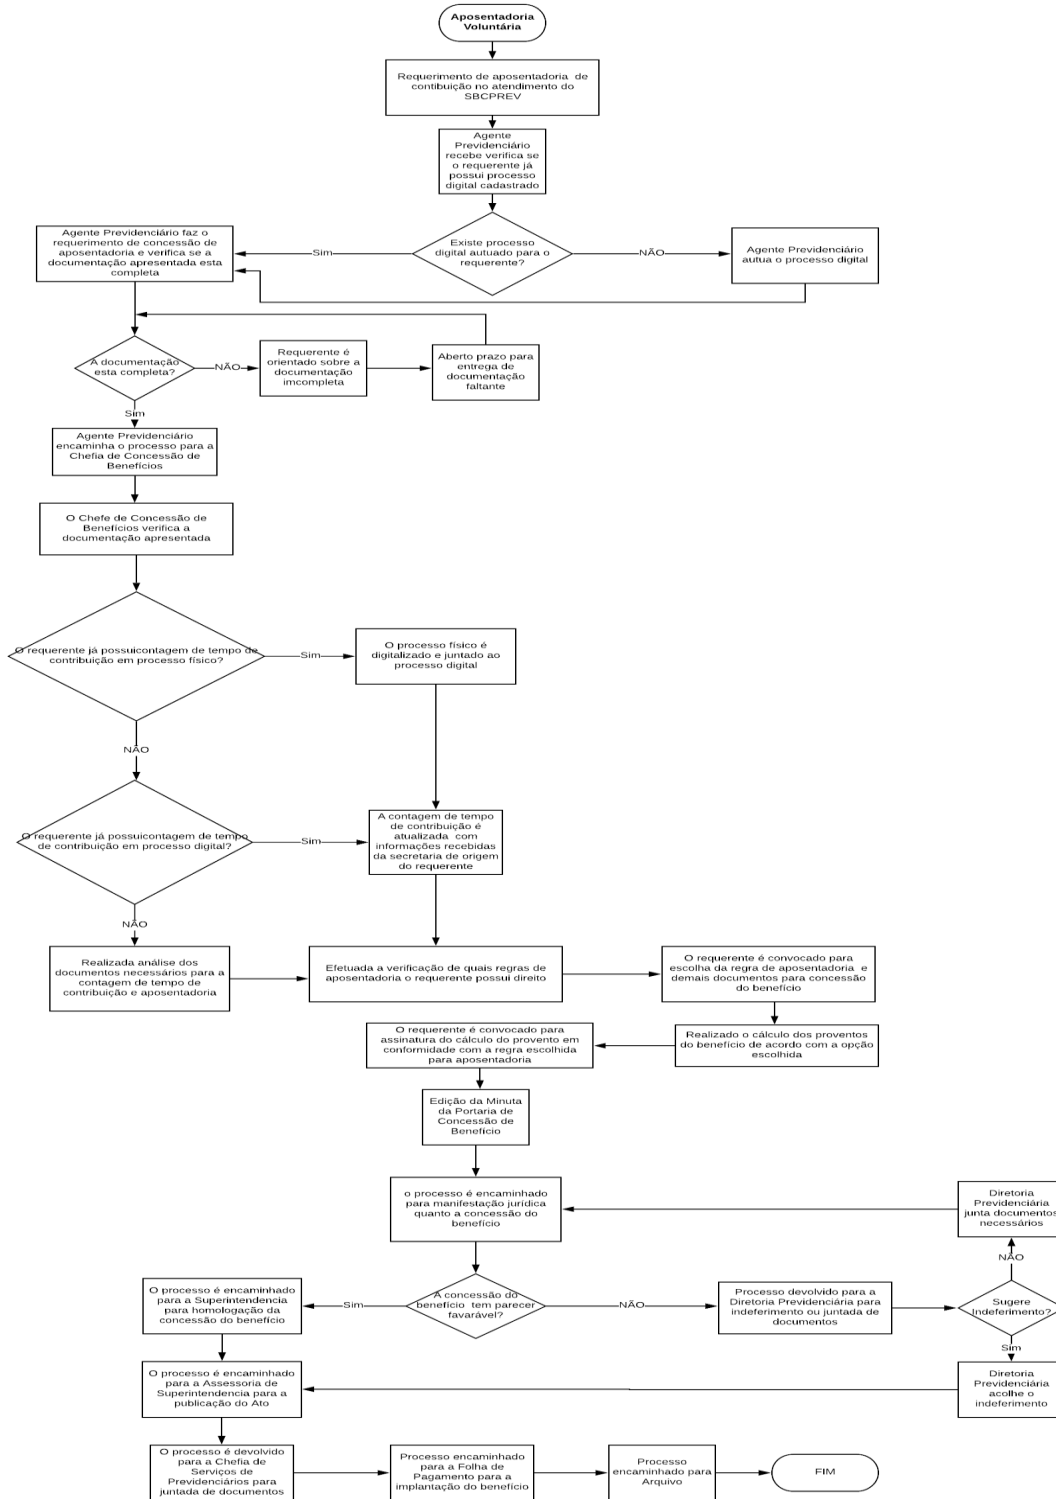 Aposentadoria
Voluntária
Requerimento de aposentadoria de
contibuição no atendimento do
SBCPREV
Agente
Previdenciário
recebe verifica se
o requerente já
possui processo
digital cadastrado
Existe processo
digital autuado para o
requerente?
Sim
NÃO
Agente Previdenciário faz o
requerimento de concessão de
aposentadoria e verifica se a
documentação apresentada esta
completa
Agente Previdenciário
autua o processo digital
A documentação
esta completa?
NÃO
Requerente é
orientado sobre a
documentação
imcompleta
Aberto prazo para
entrega de
documentação
faltante
Sim
Agente Previdenciário
encaminha o processo para a
Chefia de Concessão de
Benefícios
O Chefe de Concessão de
Benefícios verifica a
documentação apresentada
O requerente já possuicontagem de tempo de
contribuição em processo físico?
Sim
O processo físico é
digitalizado e juntado ao
processo digital
NÃO
O requerente já possuicontagem de tempo
de contribuição em processo digital?
Sim
A contagem de tempo
de contribuição é
atualizada com
informações recebidas
da secretaria de origem
do requerente
NÃO
Realizada análise dos
documentos necessários para a
contagem de tempo de
contribuição e aposentadoria
Efetuada a verificação de quais regras de
aposentadoria o requerente possui direito
O requerente é convocado para
escolha da regra de aposentadoria e
demais documentos para concessão
do benefício
Realizado o cálculo dos proventos
do benefício de acordo com a opção
escolhida
O requerente é convocado para
assinatura do cálculo do provento em
conformidade com a regra escolhida
para aposentadoria
Edição da Minuta
da Portaria de
Concessão de
Benefício
o processo é encaminhado
para manifestação jurídica
quanto a concessão do
benefício
Diretoria
Previdenciária
junta documentos
necessários
NÃO
A concessão do
benefício tem parecer
favarável?
Sim
NÃO
O processo é encaminhado
para a Superintendencia
para homologação da
concessão do benefício
Processo devolvido para a
Diretoria Previdenciária para
indeferimento ou juntada de
documentos
Sugere
Indeferimento?
Sim
Diretoria
Previdenciária
acolhe o
indeferimento
O processo é encaminhado
para a Assessoria de
Superintendencia para a
publicação do Ato
O processo é devolvido
para a Chefia de
Serviços de
Previdenciários para
juntada de documentos
Processo encaminhado
para a Folha de
Pagamento para a
implantação do benefício
Processo
encaminhado para
Arquivo
FIM